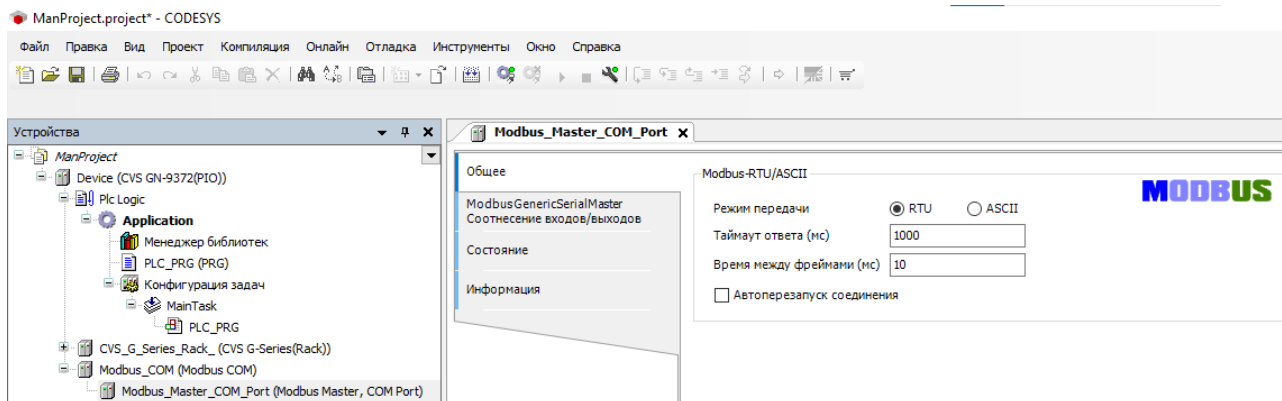 ManProject.project* - CODESYS
Файл Правка Вид Проект Компиляция Онлайн Отладка Инструменты Окно Справка
Устройства
ManProject
Device (CVS GN-9372(PIO))
Plc Logic
Application
Менеджер библиотек
PLC_PRG (PRG)
Конфигурация задач
MainTask
PLC_PRG
CVS_G_Series_Rack_ (CVS G-Series(Rack))
Modbus_COM (Modbus COM)
Modbus_Master_COM_Port (Modbus Master, COM Port)
Modbus_Master_COM_Port
Общее
ModbusGenericSerialMaster
Соотнесение входов/выходов
Состояние
Информация
Modbus-RTU/ASCII
MODBUS
Режим передачи RTU ASCII
Таймаут ответа (мс) 1000
Время между фреймами (мс) 10
Автоперезапуск соединения